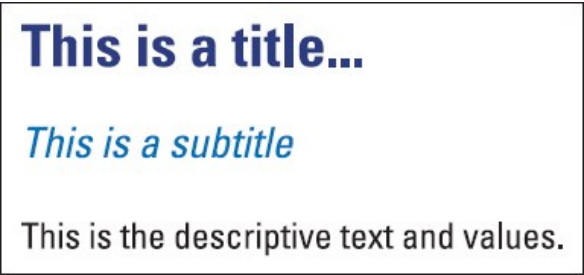 This is a title...
This is a subtitle
This is the descriptive text and values.